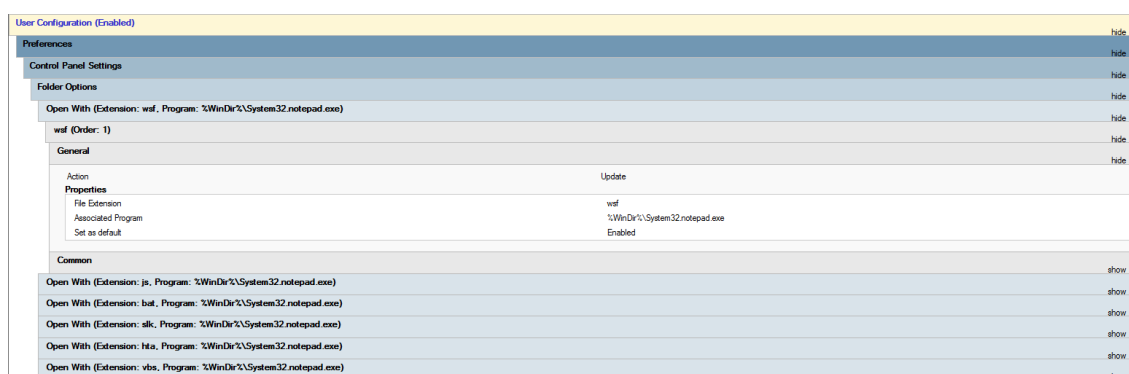 User Configuration (Enabled)
hide
Preferences
hide
Control Panel Settings
hide
Folder Options
hide
Open With (Extension: wsf, Program: %WinDir%\System32.notepad.exe)
hide
wsf (Order: 1)
hide
General
hide
Action Update
Properties
File Extension wsf
Associated Program %WinDir%\System32.notepad.exe
Set as default Enabled
Common
show
Open With (Extension: js, Program: %WinDir%\System32.notepad.exe)
show
Open With (Extension: bat, Program: %WinDir%\System32.notepad.exe)
show
Open With (Extension: slk, Program: %WinDir%\System32.notepad.exe)
show
Open With (Extension: hta, Program: %WinDir%\System32.notepad.exe)
show
Open With (Extension: vbs, Program: %WinDir%\System32.notepad.exe)